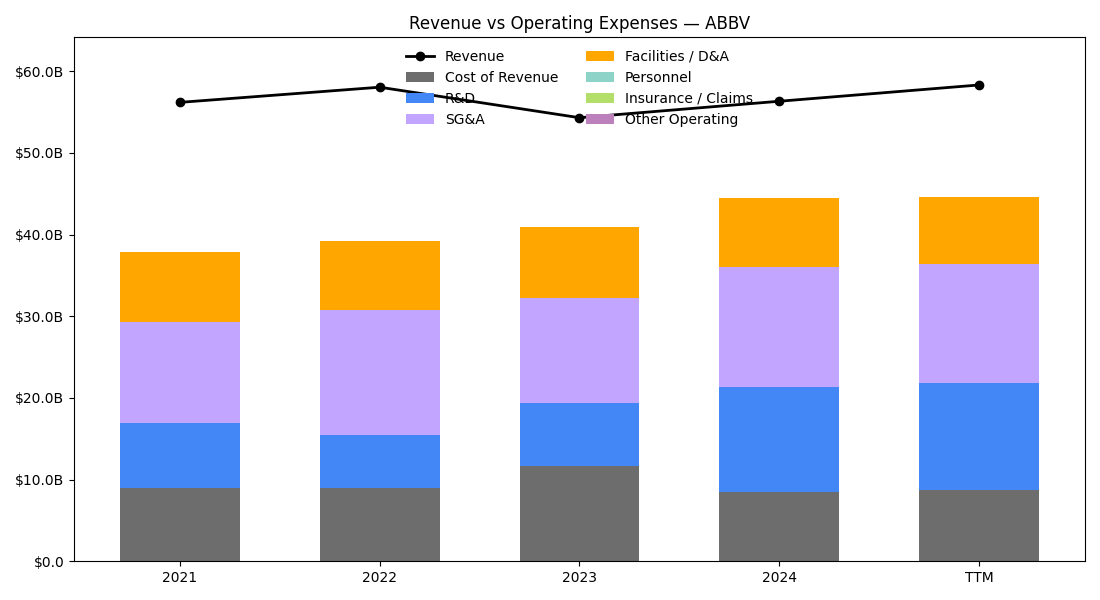 Revenue vs Operating Expenses — ABBV
Revenue
Cost of Revenue
R&D
SG&A
Facilities / D&A
Personnel
Insurance / Claims
Other Operating
$60.0B
$50.0B
$40.0B
$30.0B
$20.0B
$10.0B
$0.0
2021 2022 2023 2024 TTM